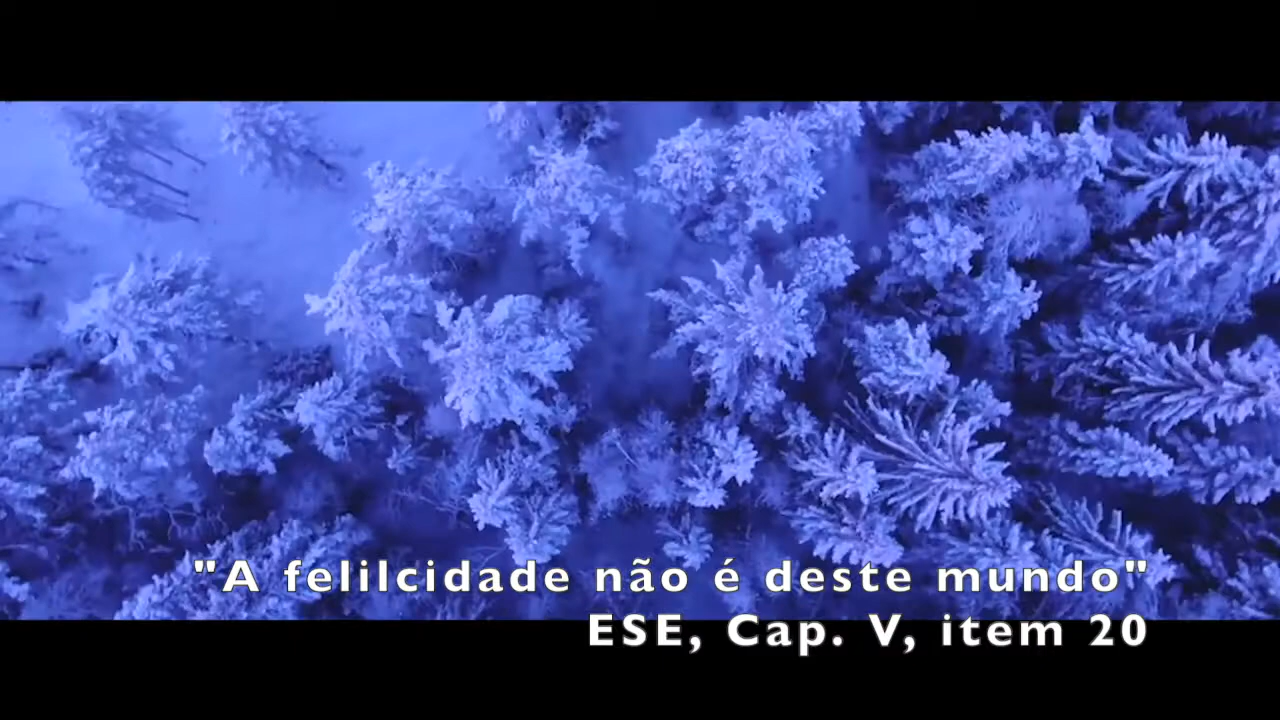 "A felilcidade não é deste mundo"
ESE, Cap. V, item 20